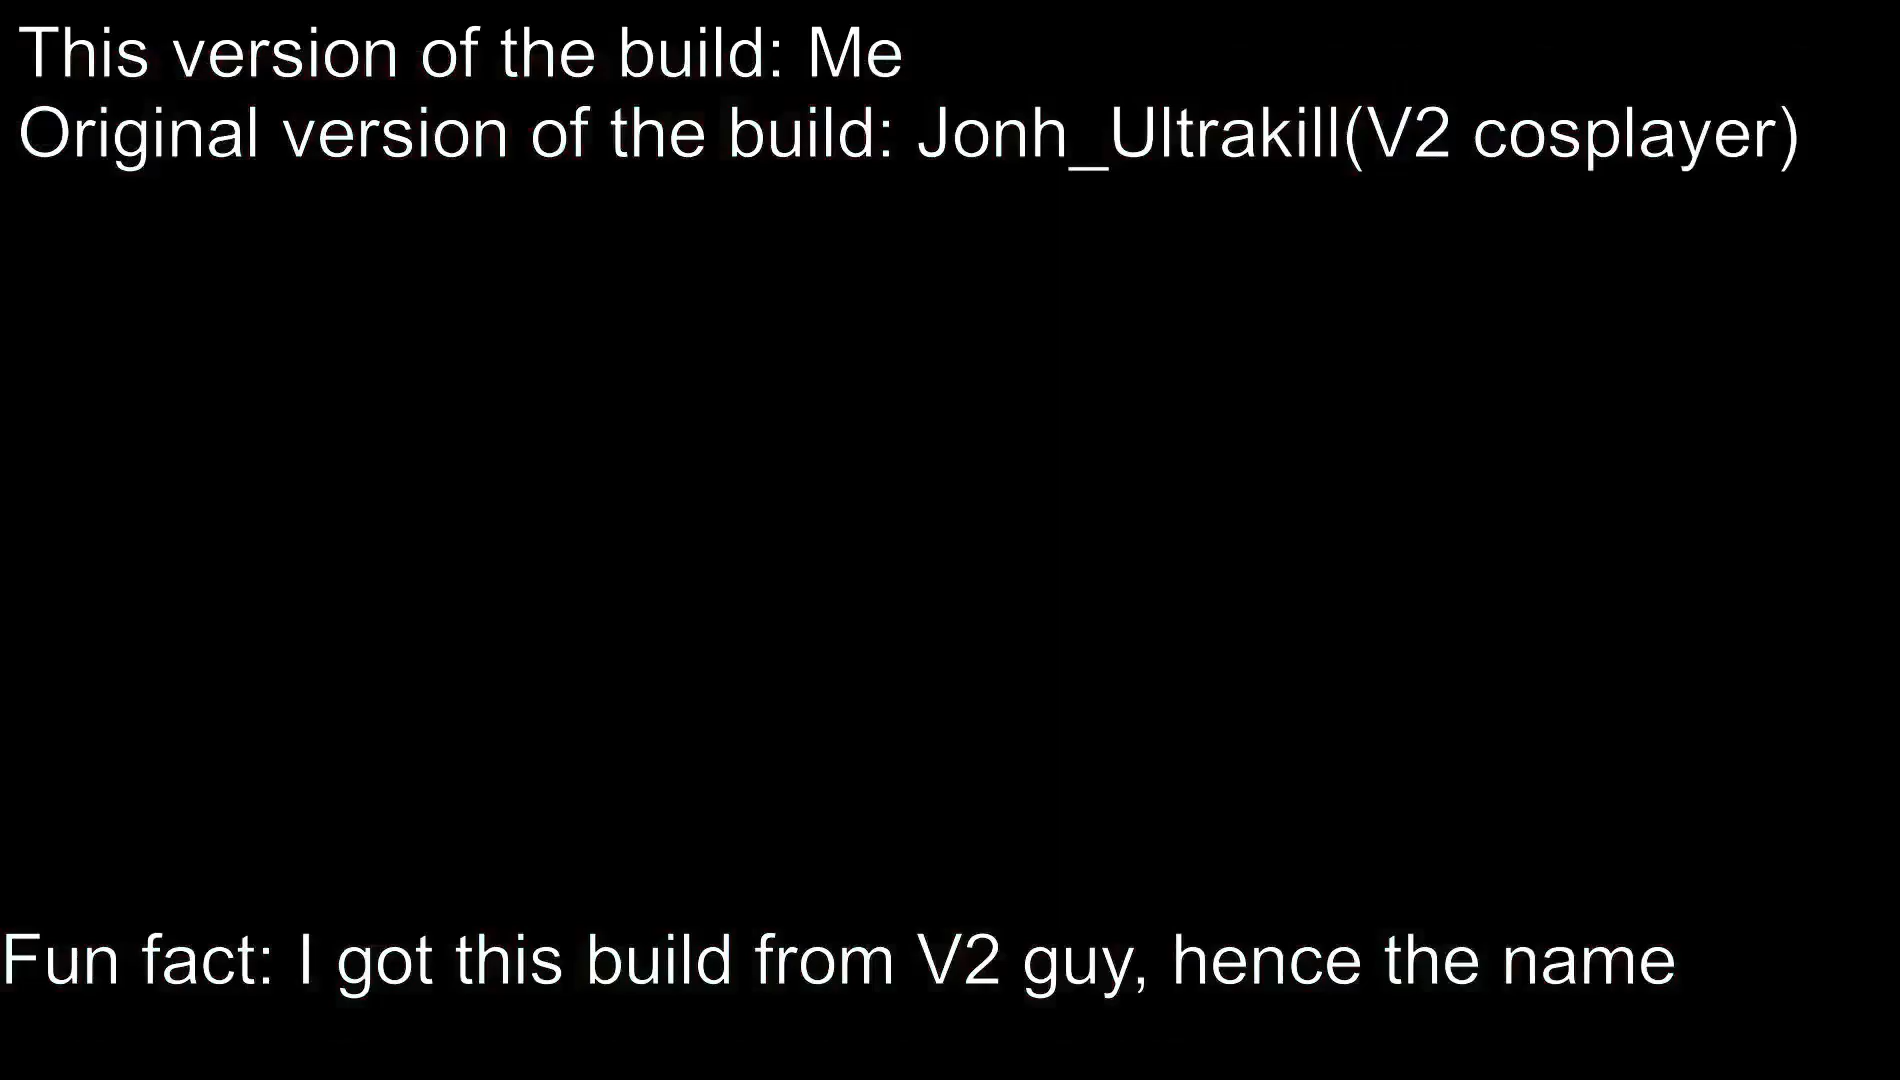 This version of the build: Me
Original version of the build: Jonh_Ultrakill(V2 cosplayer)
Fun fact: I got this build from V2 guy, hence the name